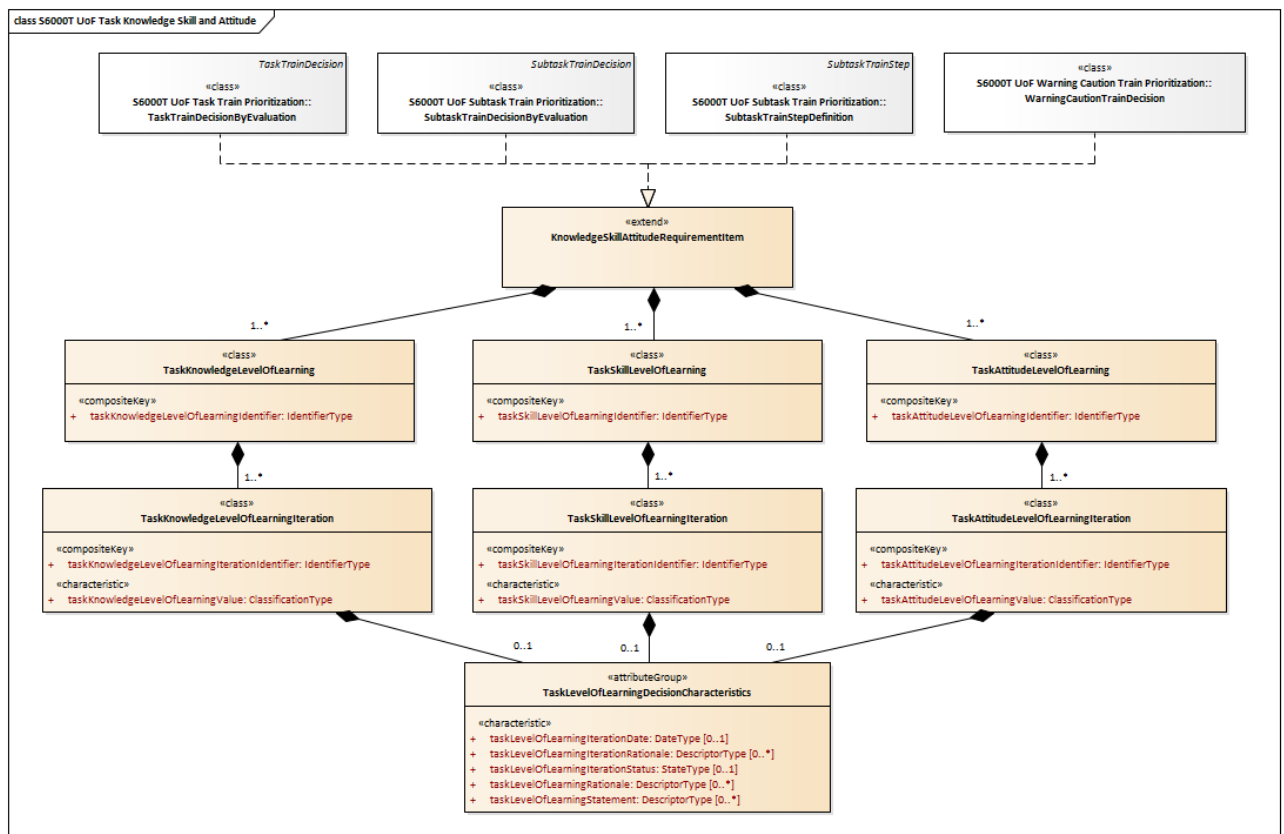 class S6000T UoF Task Knowledge Skill and Attitude
TaskTrainDecision
«class»
S6000T UoF Task Train Prioritization::
TaskTrainDecisionByEvaluation
SubtaskTrainDecision
«class»
S6000T UoF Subtask Train Prioritization::
SubtaskTrainDecisionByEvaluation
SubtaskTrainStep
«class»
S6000T UoF Subtask Train Prioritization::
SubtaskTrainStepDefinition
«class»
S6000T UoF Warning Caution Train Prioritization::
WarningCautionTrainDecision
«extend»
KnowledgeSkillAttitudeRequirementItem
1..*
1..*
1..*
«class»
TaskKnowledgeLevelOfLearning
«compositeKey»
+ taskKnowledgeLevelOfLearningIdentifier: IdentifierType
«class»
TaskSkillLevelOfLearning
«compositeKey»
+ taskSkillLevelOfLearningIdentifier: IdentifierType
«class»
TaskAttitudeLevelOfLearning
«compositeKey»
+ taskAttitudeLevelOfLearningIdentifier: IdentifierType
1..*
1..*
1..*
«class»
TaskKnowledgeLevelOfLearningIteration
«compositeKey»
+ taskKnowledgeLevelOfLearningIterationIdentifier: IdentifierType
«characteristic»
+ taskKnowledgeLevelOfLearningValue: ClassificationType
«class»
TaskSkillLevelOfLearningIteration
«compositeKey»
+ taskSkillLevelOfLearningIterationIdentifier: IdentifierType
«characteristic»
+ taskSkillLevelOfLearningValue: ClassificationType
«class»
TaskAttitudeLevelOfLearningIteration
«compositeKey»
+ taskAttitudeLevelOfLearningIterationIdentifier: IdentifierType
«characteristic»
+ taskAttitudeLevelOfLearningValue: ClassificationType
0..1
0..1
0..1
«attributeGroup»
TaskLevelOfLearningDecisionCharacteristics
«characteristic»
+ taskLevelOfLearningIterationDate: DateType [0..1]
+ taskLevelOfLearningIterationRationale: DescriptorType [0..*]
+ taskLevelOfLearningIterationStatus: StateType [0..1]
+ taskLevelOfLearningRationale: DescriptorType [0..*]
+ taskLevelOfLearningStatement: DescriptorType [0..*]